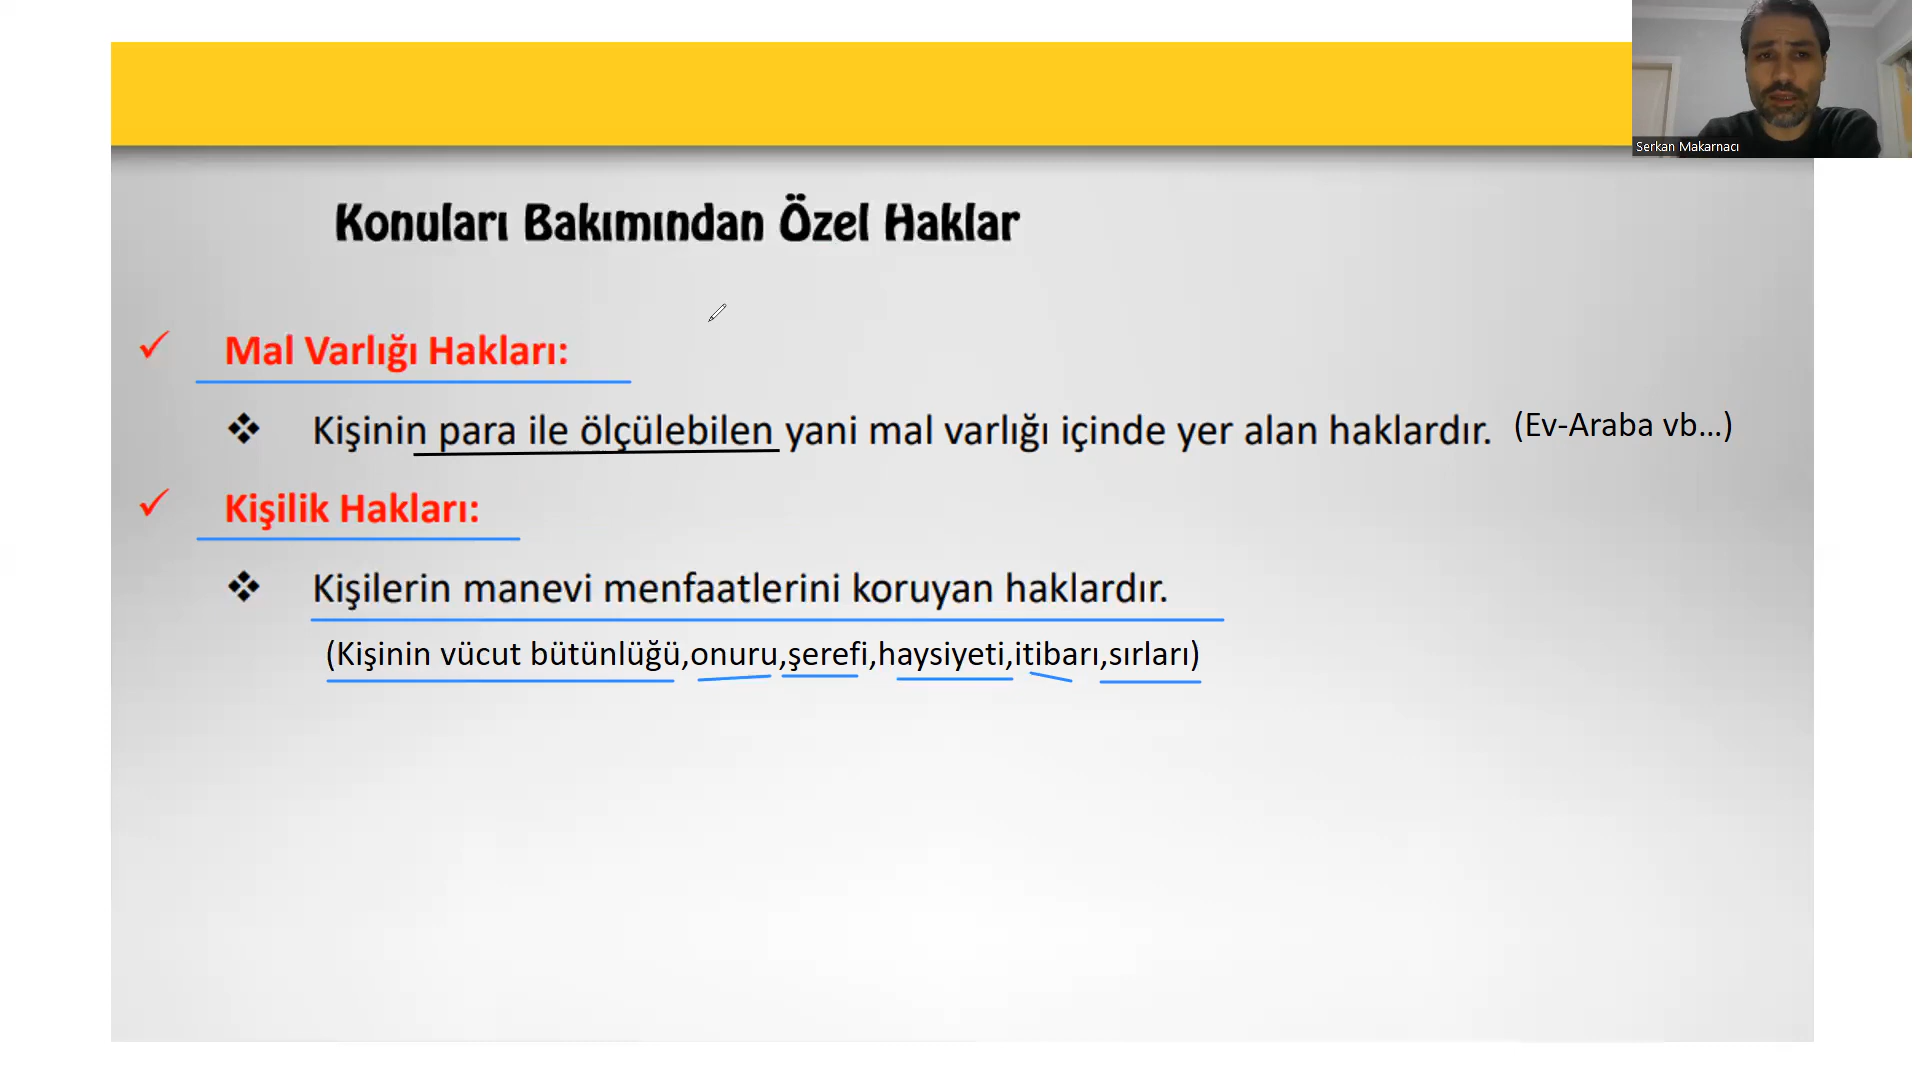 Serkan Makarnacı
Konuları Bakımından Özel Haklar
Mal Varlığı Hakları:
Kişinin para ile ölçülebilen yani mal varlığı içinde yer alan haklardır. (Ev-Araba vb...)
Kişilik Hakları:
Kişilerin manevi menfaatlerini koruyan haklardır.
(Kişinin vücut bütünlüğü,onuru,şerefi,haysiyeti,itibarı,sırları)